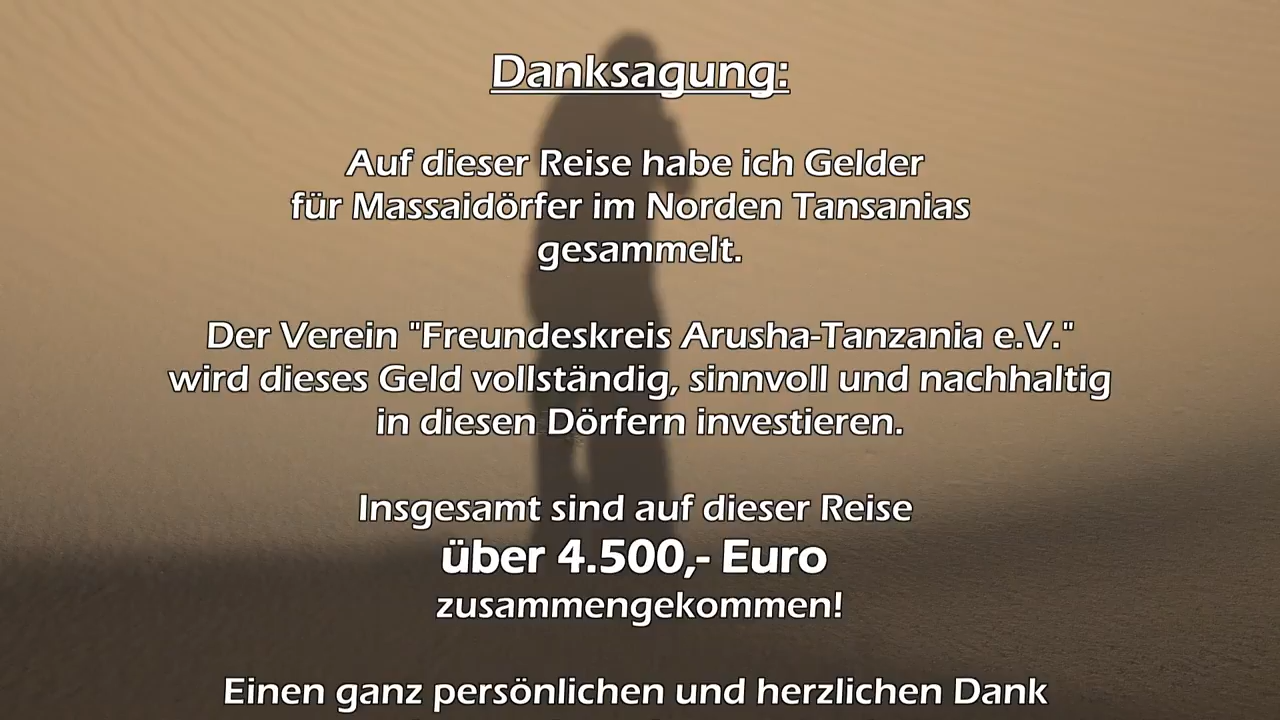 Danksagung:
Auf dieser Reise habe ich Gelder
für Massaidörfer im Norden Tansanias
gesammelt.
Der Verein "Freundeskreis Arusha-Tanzania e.V."
wird dieses Geld vollständig, sinnvoll und nachhaltig
in diesen Dörfern investieren.
Insgesamt sind auf dieser Reise
über 4.500,- Euro
zusammengekommen!
Einen ganz persönlichen und herzlichen Dank